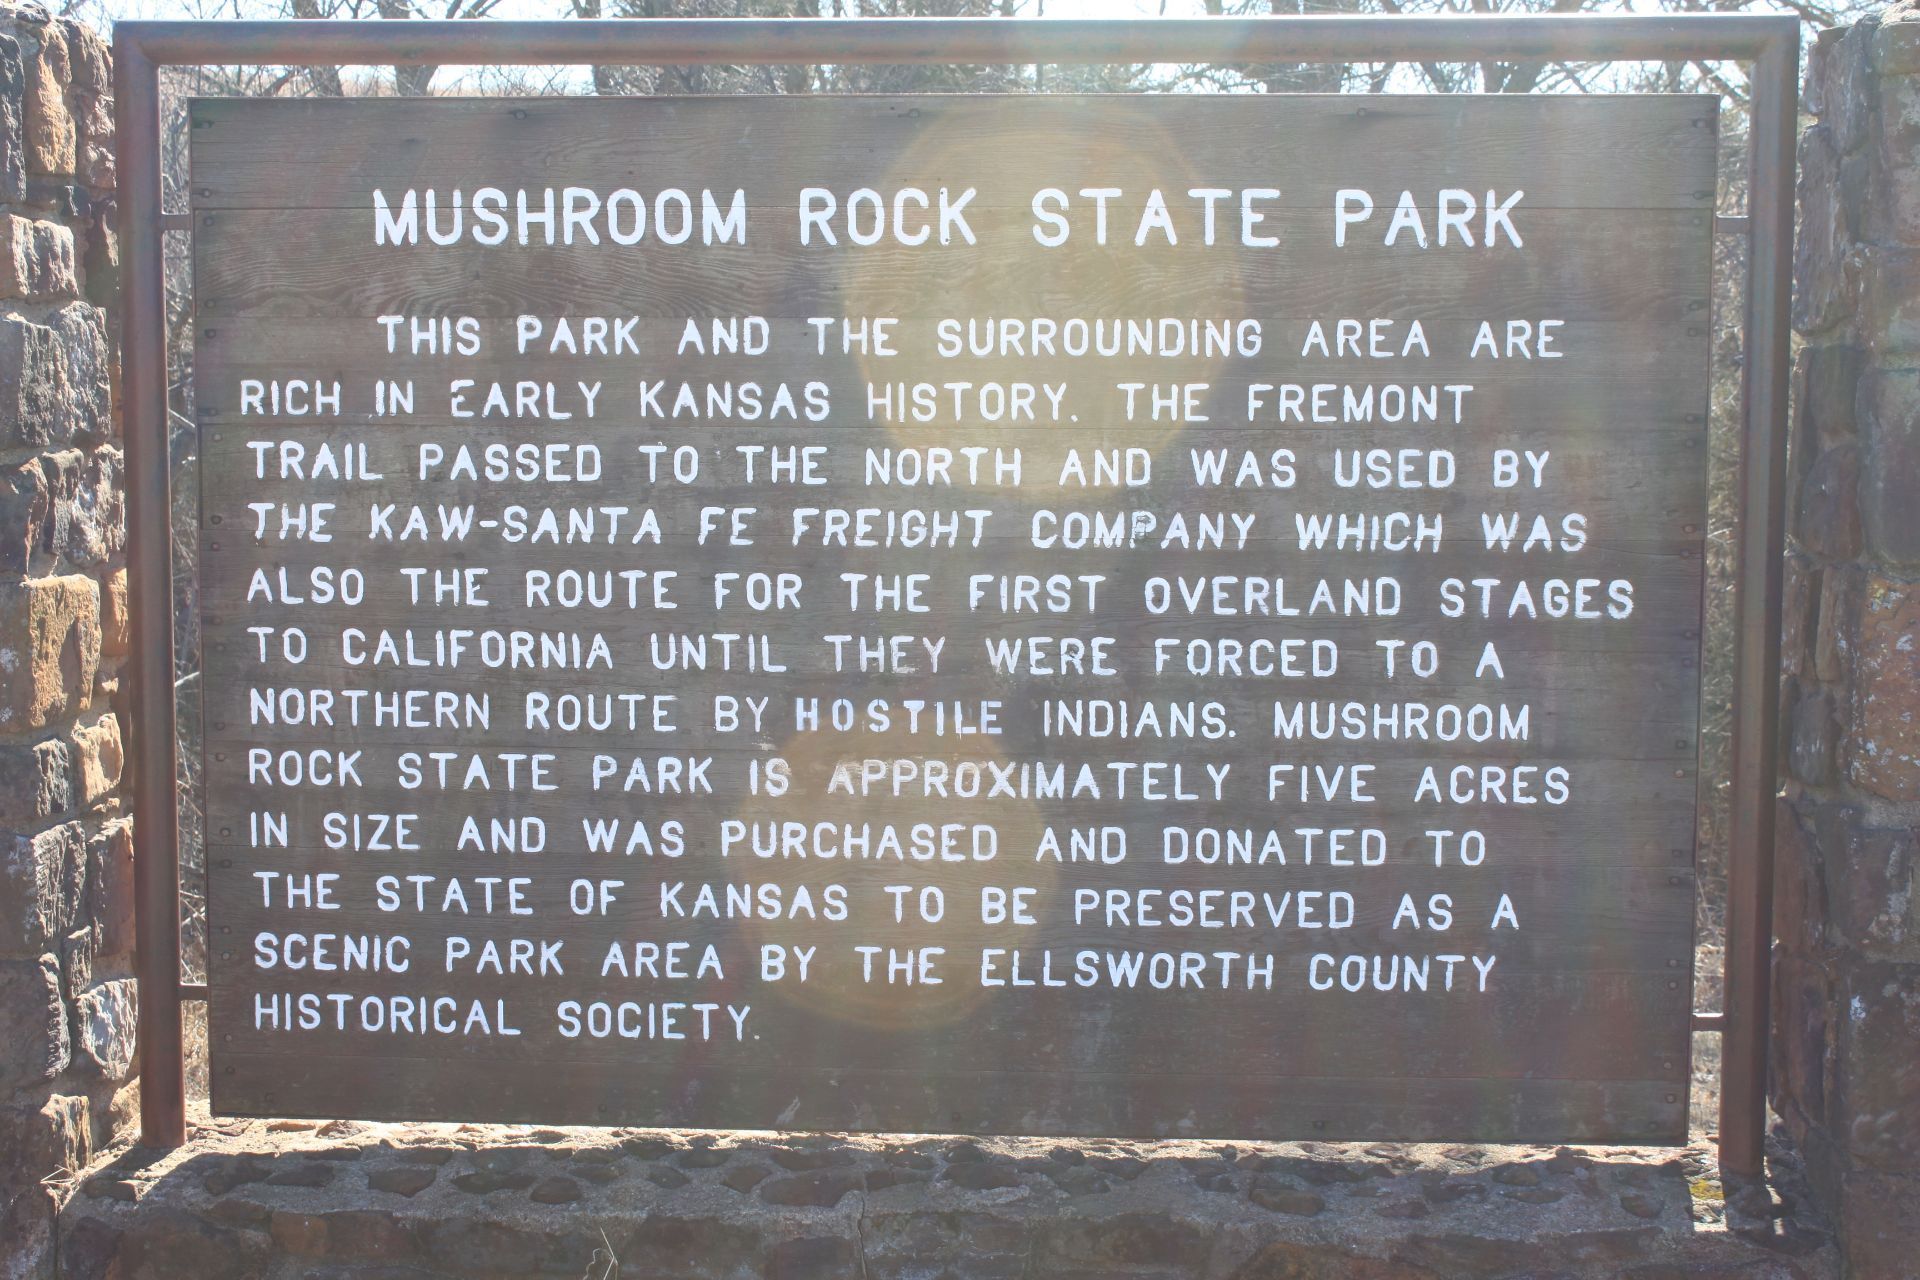 MUSHROOM ROCK STATE PARK
THIS PARK AND THE SURROUNDING AREA ARE
RICH IN EARLY KANSAS HISTORY. THE FREMONT
TRAIL PASSED TO THE NORTH AND WAS USED BY
THE KAW-SANTA FE FREIGHT COMPANY WHICH WAS
ALSO THE ROUTE FOR THE FIRST OVERLAND STAGES
TO CALIFORNIA UNTIL THEY WERE FORCED TO A
NORTHERN ROUTE BY HOSTILE INDIANS. MUSHROOM
ROCK STATE PARK IS APPROXIMATELY FIVE ACRES
IN SIZE AND WAS PURCHASED AND DONATED TO
THE STATE OF KANSAS TO BE PRESERVED AS A
SCENIC PARK AREA BY THE ELLSWORTH COUNTY
HISTORICAL SOCIETY.